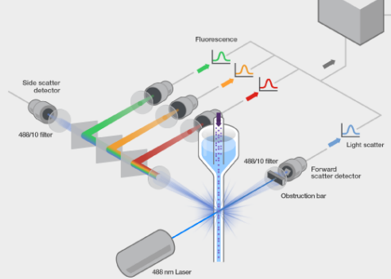 Fluorescence
Side scatter
detector
488/10 filter
Light scatter
488/10 filter
Forward
scatter detector
Obstruction bar
488 nm Laser